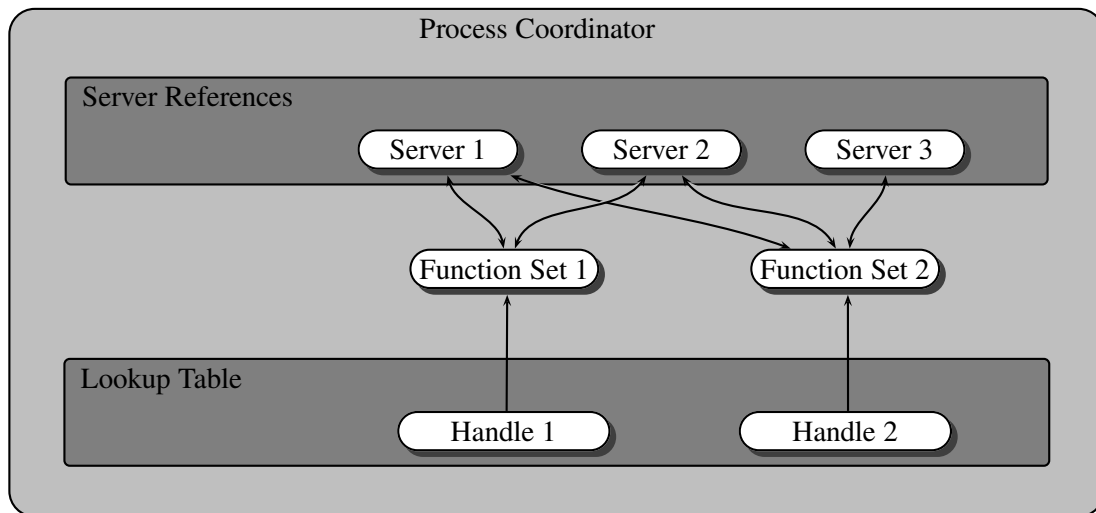 Process Coordinator
Server References
Server 1
Server 2
Server 3
Function Set 1
Function Set 2
Lookup Table
Handle 1
Handle 2